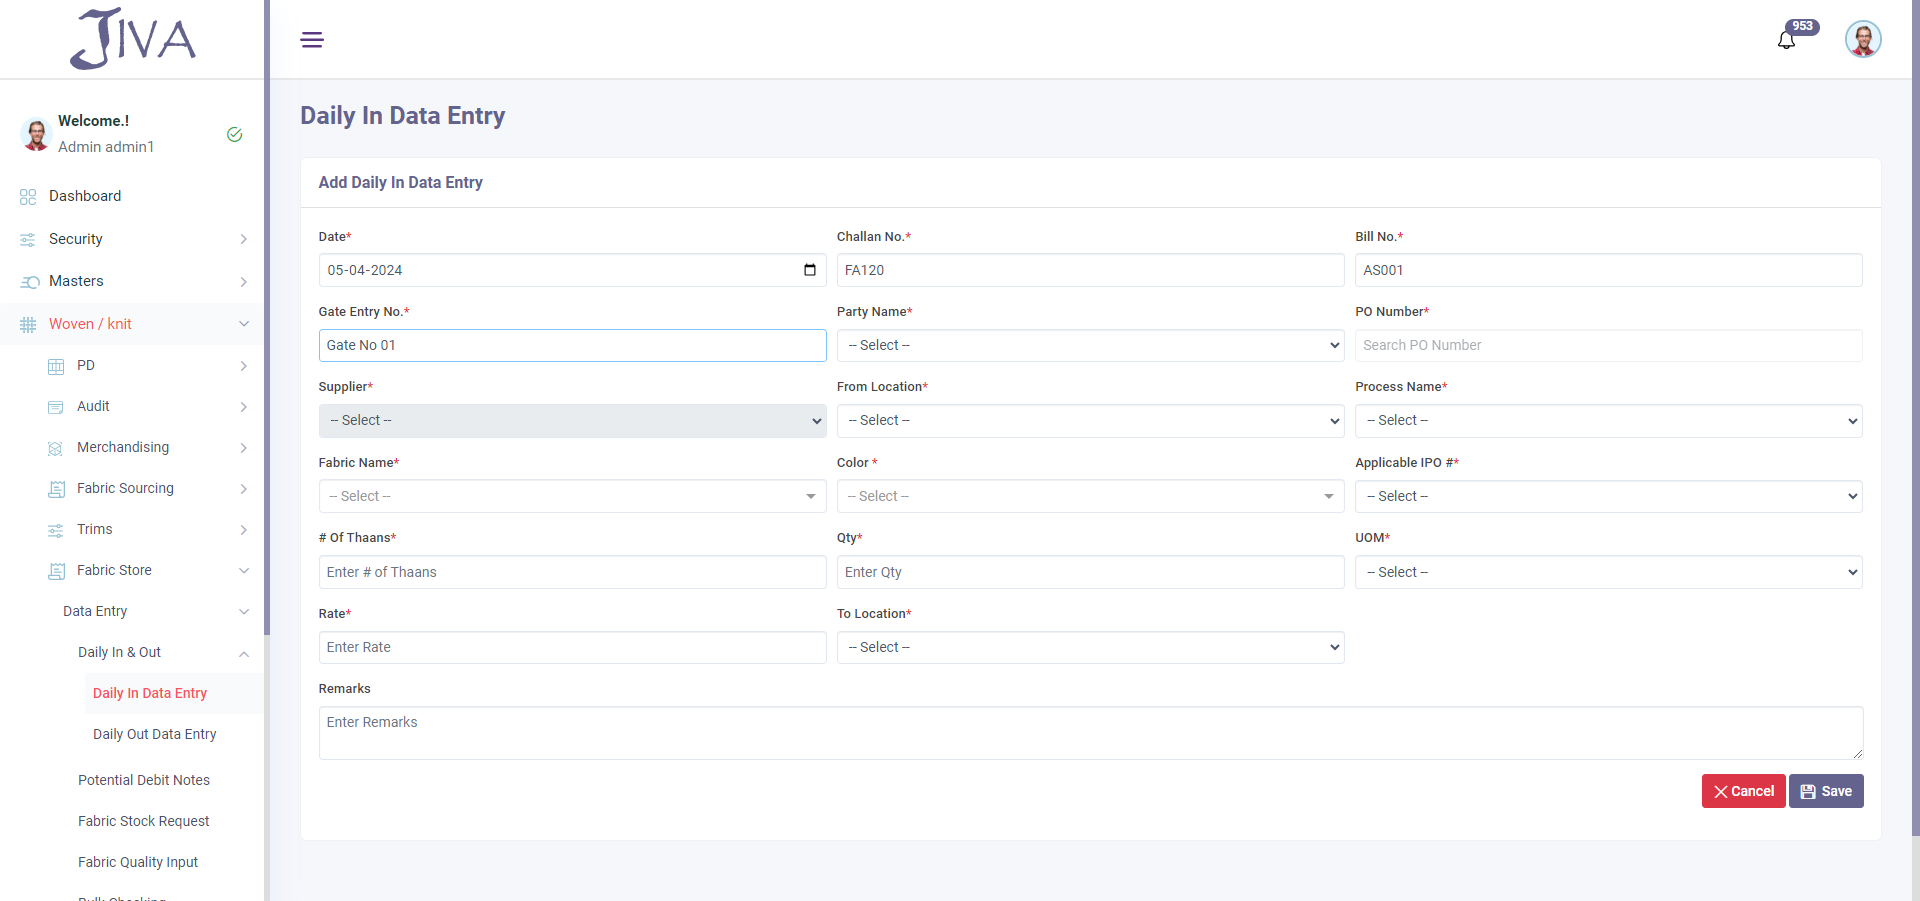 JIVA
953
Welcome.!
Admin admin1
Dashboard
Security
Masters
Woven / knit
PD
Audit
Merchandising
Fabric Sourcing
Trims
Fabric Store
Data Entry
Daily In & Out
Daily In Data Entry
Daily Out Data Entry
Potential Debit Notes
Fabric Stock Request
Fabric Quality Input
Bulk Checking
Daily In Data Entry
Add Daily In Data Entry
Date* Challan No.* Bill No.*
05-04-2024 FA120 AS001
Gate Entry No.* Party Name* PO Number*
Gate No 01 -- Select -- Search PO Number
Supplier* From Location* Process Name*
-- Select -- -- Select -- -- Select --
Fabric Name* Color * Applicable IPO #*
-- Select -- -- Select -- -- Select --
# Of Thaans* Qty* UOM*
Enter # of Thaans Enter Qty -- Select --
Rate* To Location*
Enter Rate -- Select --
Remarks
Enter Remarks
Cancel Save